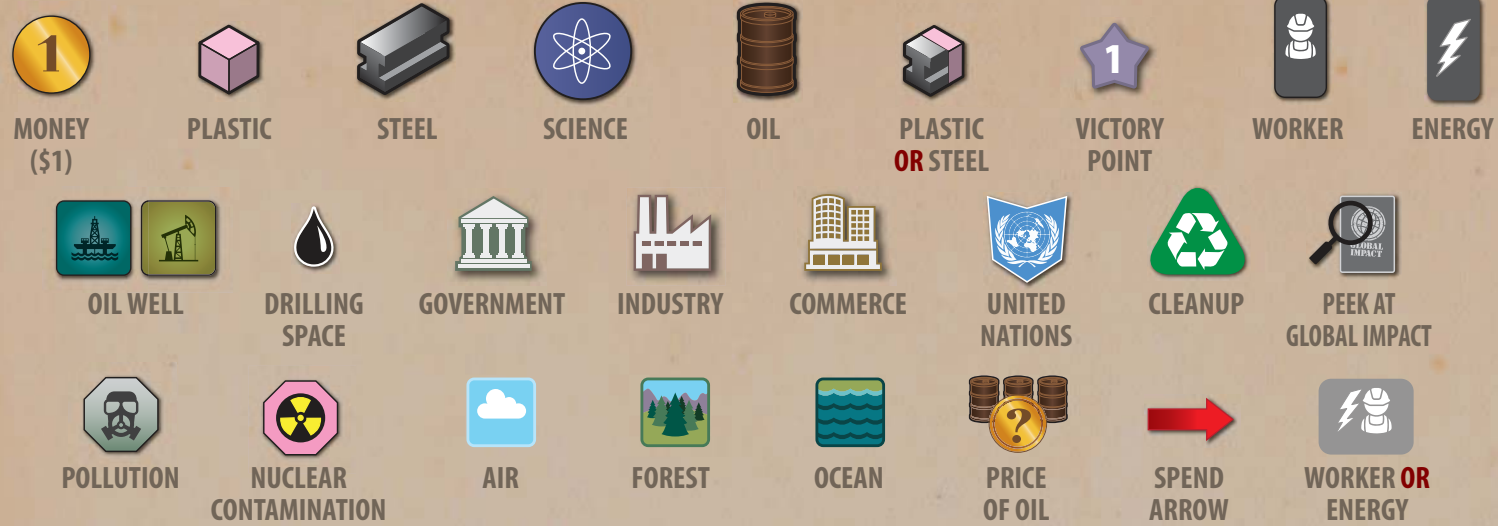 1
1
MONEY
($1)
PLASTIC
STEEL
SCIENCE
OIL
PLASTIC
OR STEEL
VICTORY
POINT
WORKER
ENERGY
GLOBAL
IMPACT
OIL WELL
DRILLING
SPACE
GOVERNMENT
INDUSTRY
COMMERCE
UNITED
NATIONS
CLEANUP
PEEK AT
GLOBAL IMPACT
?
POLLUTION
NUCLEAR
CONTAMINATION
AIR
FOREST
OCEAN
PRICE
OF OIL
SPEND
ARROW
WORKER OR
ENERGY